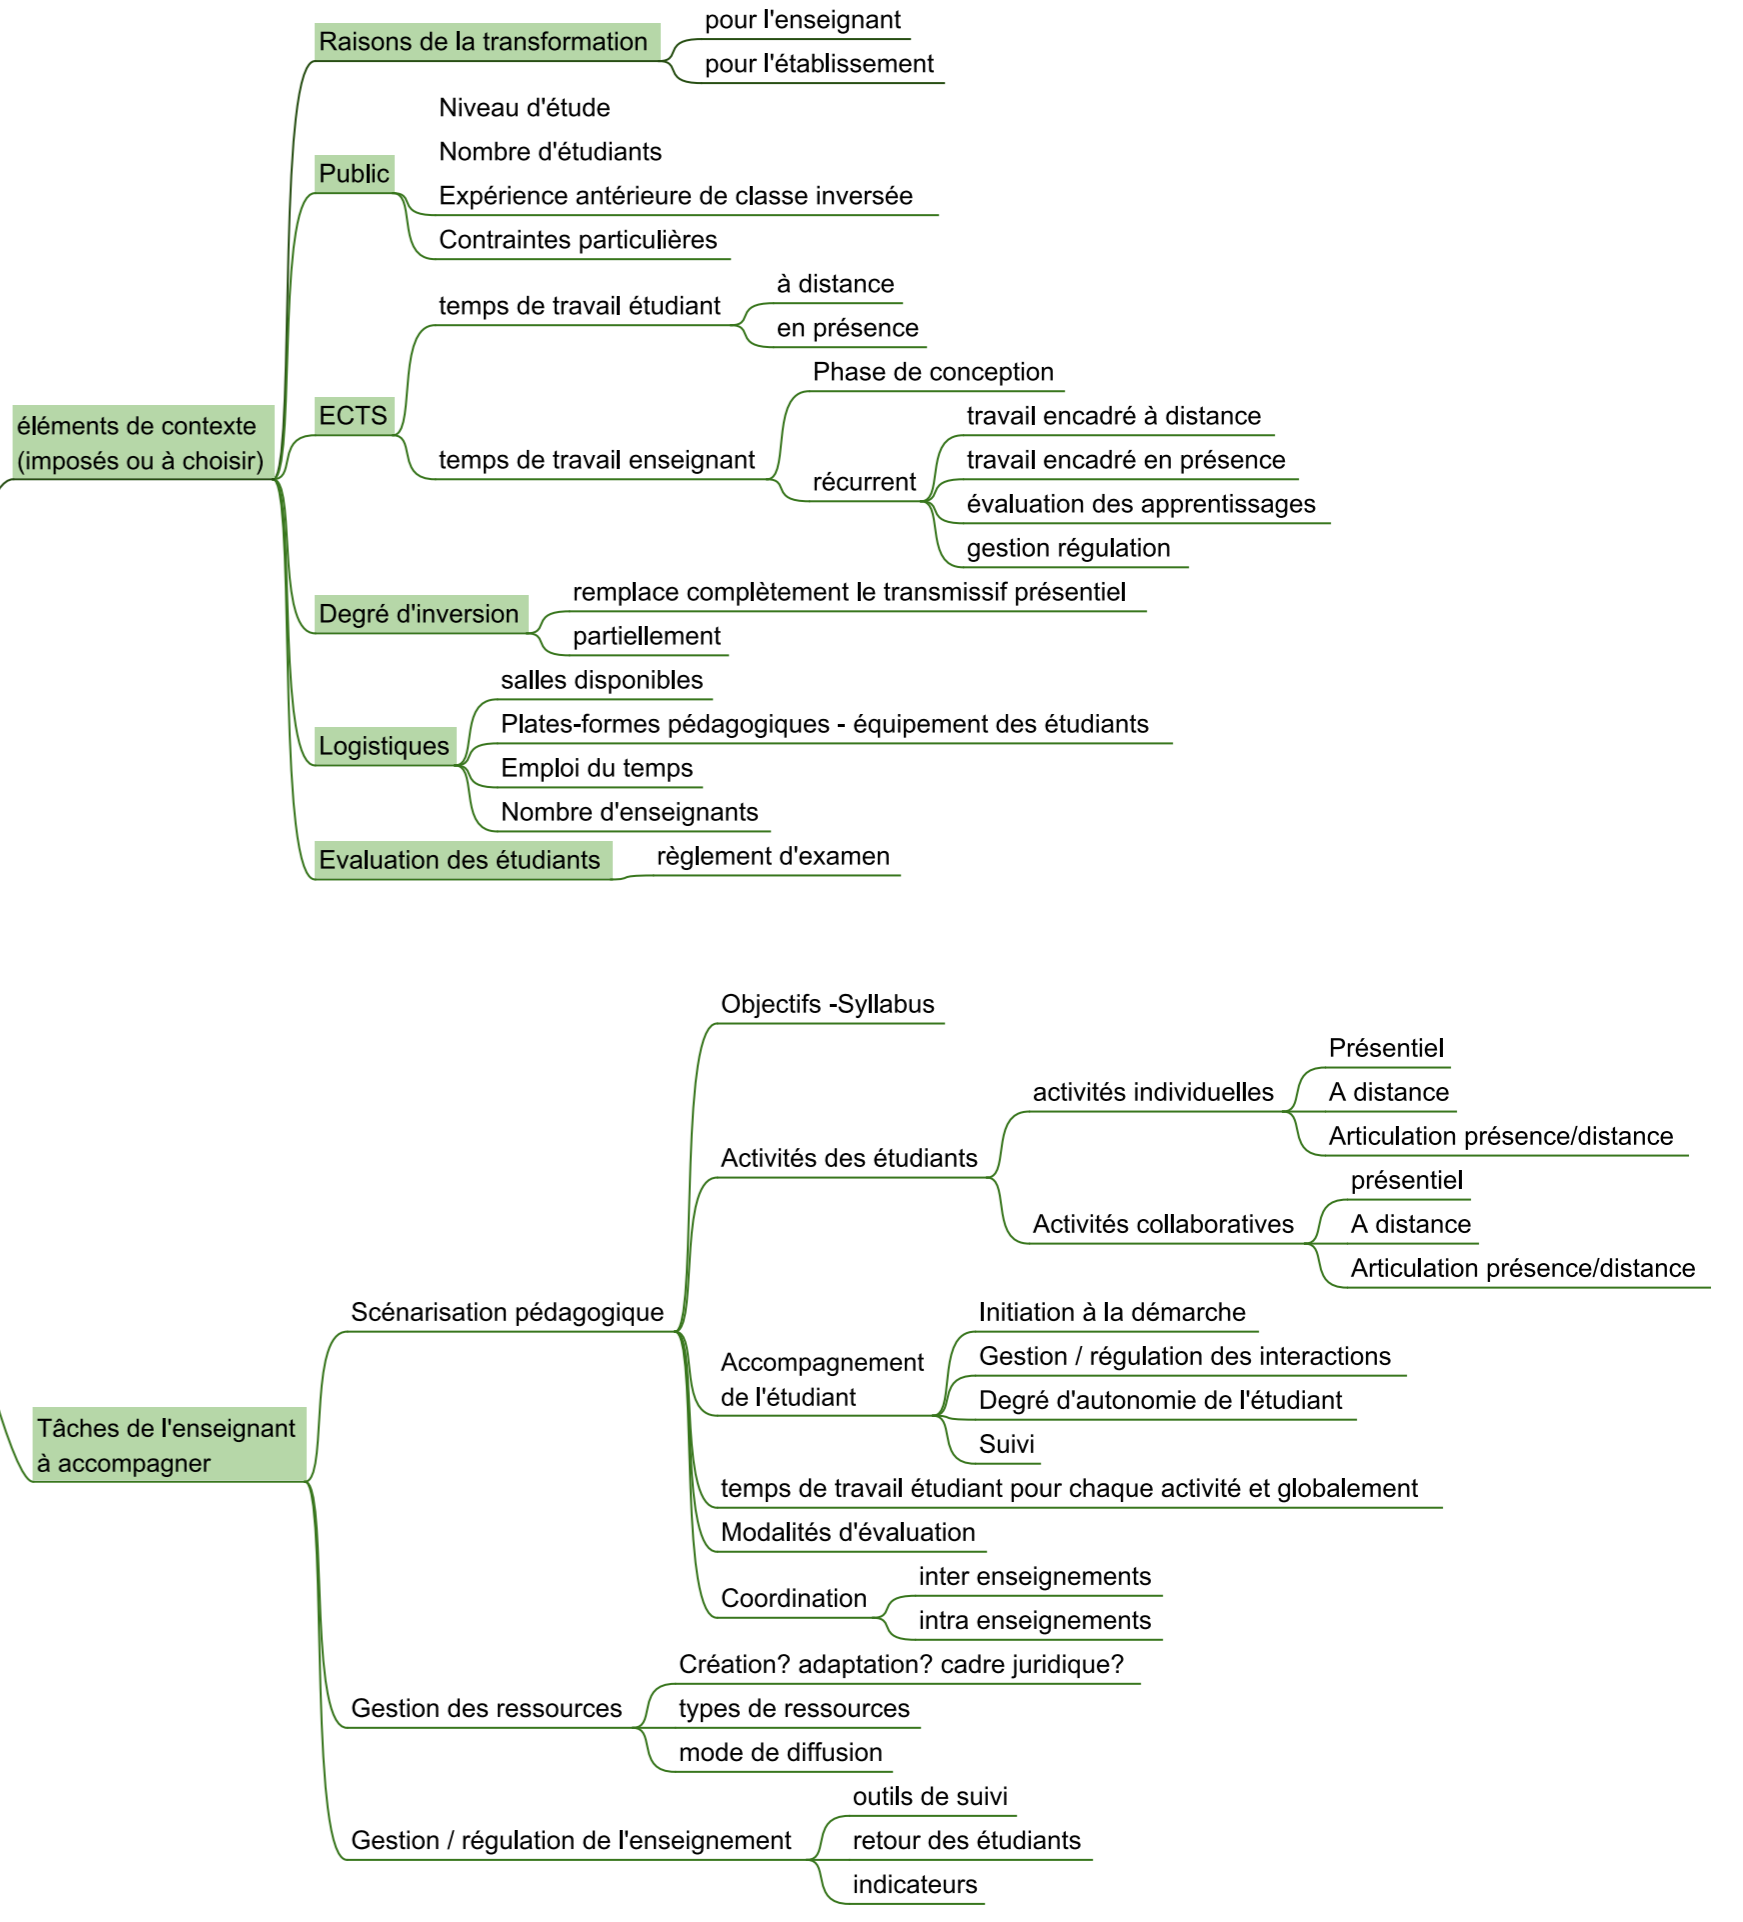 pour l'enseignant
Raisons de la transformation
pour l'établissement
Niveau d'étude
Nombre d'étudiants
Public
Expérience antérieure de classe inversée
Contraintes particulières
à distance
temps de travail étudiant
en présence
Phase de conception
ECTS
travail encadré à distance
éléments de contexte
(imposés ou à choisir)
temps de travail enseignant
travail encadré en présence
récurrent
évaluation des apprentissages
gestion régulation
remplace complètement le transmissif présentiel
Degré d'inversion
partiellement
salles disponibles
Plates-formes pédagogiques - équipement des étudiants
Logistiques
Emploi du temps
Nombre d'enseignants
Evaluation des étudiants
règlement d'examen
Objectifs -Syllabus
Présentiel
activités individuelles
A distance
Articulation présence/distance
Activités des étudiants
présentiel
Activités collaboratives
A distance
Articulation présence/distance
Scénarisation pédagogique
Initiation à la démarche
Accompagnement
de l'étudiant
Gestion / régulation des interactions
Degré d'autonomie de l'étudiant
Suivi
Tâches de l'enseignant
à accompagner
temps de travail étudiant pour chaque activité et globalement
Modalités d'évaluation
inter enseignements
Coordination
intra enseignements
Création? adaptation? cadre juridique?
Gestion des ressources
types de ressources
mode de diffusion
outils de suivi
Gestion / régulation de l'enseignement
retour des étudiants
indicateurs